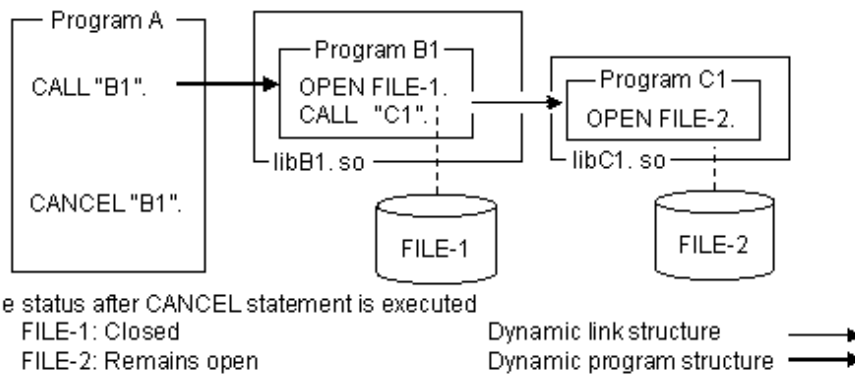 Program A
CALL "B1".
CANCEL "B1".
Program B1
OPEN FILE-1.
CALL "C1".
libB1. so
Program C1
OPEN FILE-2.
libC1. so
FILE-1
FILE-2
e status after CANCEL statement is executed
FILE-1: Closed
FILE-2: Remains open
Dynamic link structure
Dynamic program structure